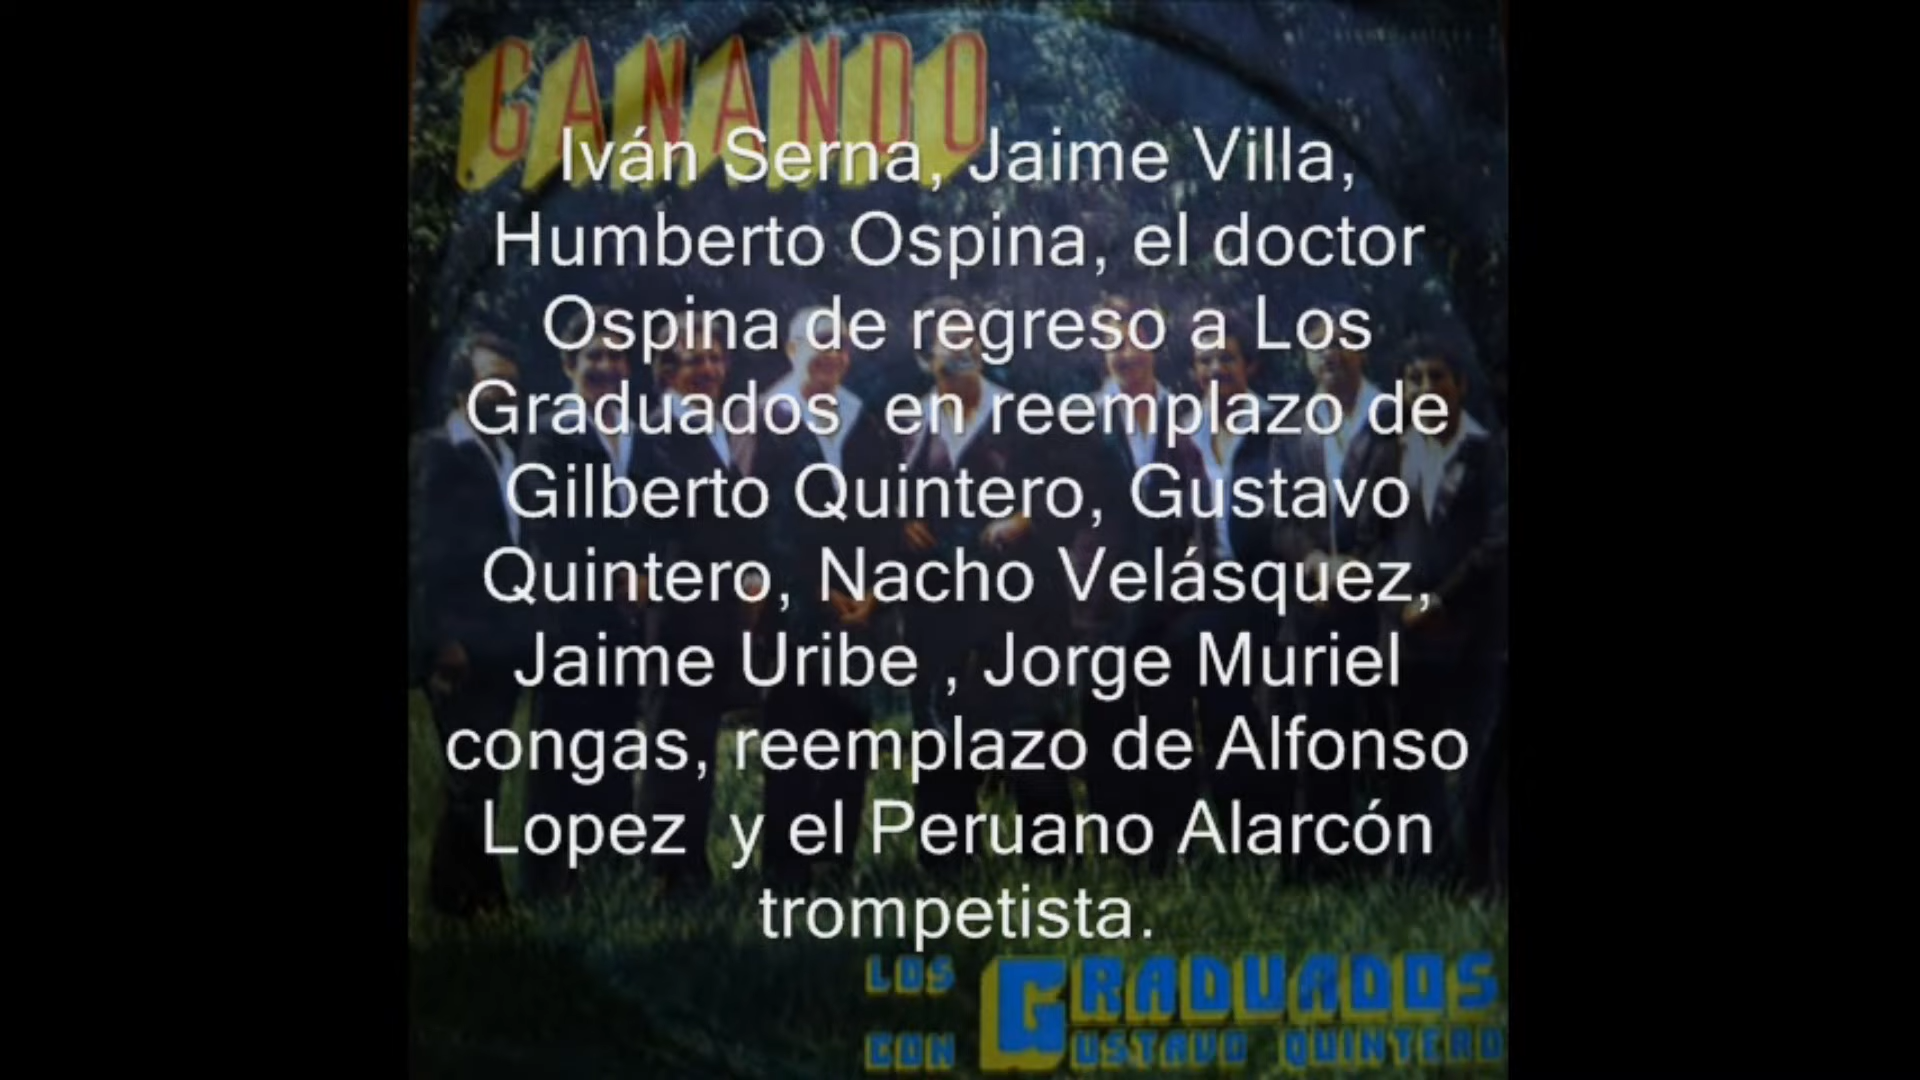 GANANDO
Iván Serna, Jaime Villa,
Humberto Ospina, el doctor
Ospina de regreso a Los
Graduados en reemplazo de
Gilberto Quintero, Gustavo
Quintero, Nacho Velásquez,
Jaime Uribe , Jorge Muriel
congas, reemplazo de Alfonso
Lopez y el Peruano Alarcón
trompetista.
LOS GRADUADOS
CON GUSTAVO QUINTERO